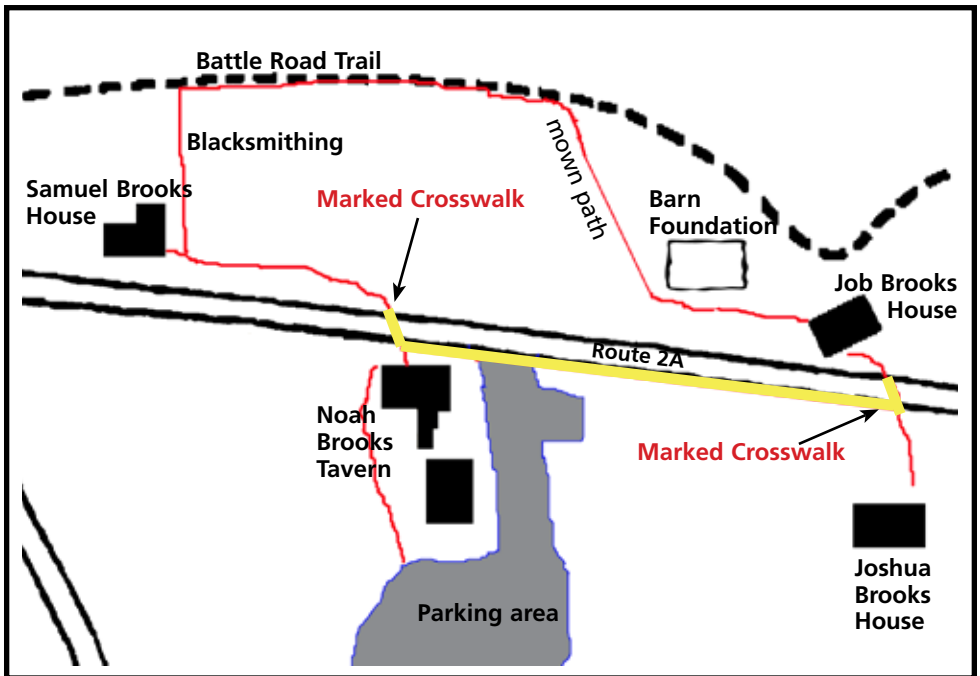 Battle Road Trail
Blacksmithing
mown path
Samuel Brooks
House
Marked Crosswalk
Barn
Foundation
Job Brooks
House
Route 2A
Noah
Brooks
Tavern
Marked Crosswalk
Joshua
Brooks
House
Parking area